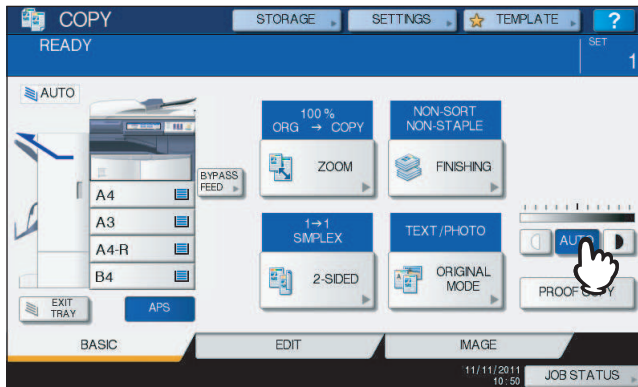 COPY
STORAGE
SETTINGS
TEMPLATE
?
READY
SET
1
AUTO
100 %
ORG → COPY
NON-SORT
NON-STAPLE
BYPASS
FEED
ZOOM
FINISHING
A4
A3
A4-R
B4
1→1
SIMPLEX
TEXT/PHOTO
2-SIDED
ORIGINAL
MODE
AUTO
PROOF COPY
EXIT
TRAY
APS
BASIC
EDIT
IMAGE
11/11/2011
10:50
JOB STATUS